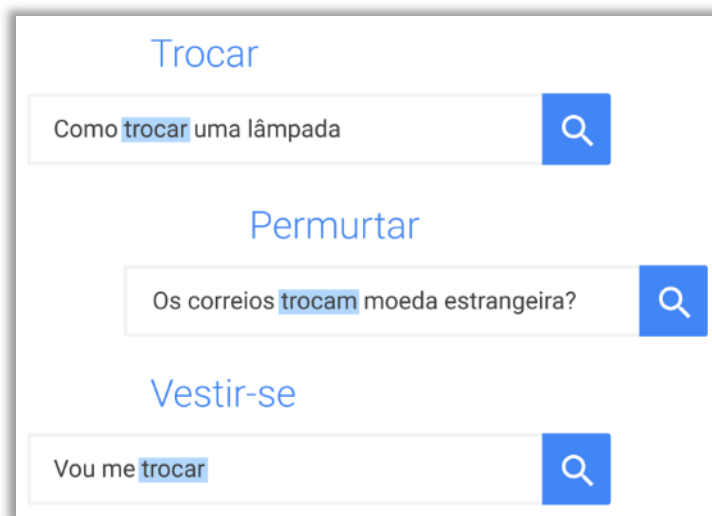 Trocar
Como trocar uma lâmpada
Permurtar
Os correios trocam moeda estrangeira?
Vestir-se
Vou me trocar